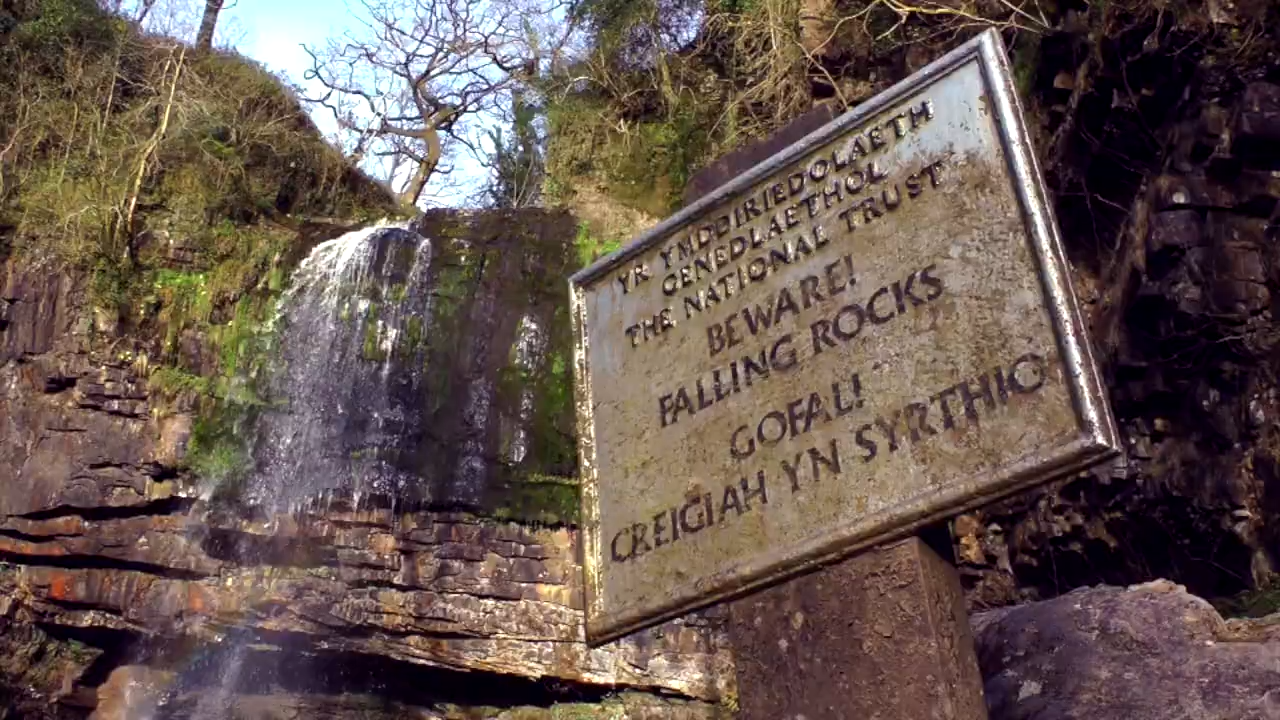 YR YMDDIRIEDOLAETH
GENEDLAETHOL
THE NATIONAL TRUST
BEWARE!
FALLING ROCKS
GOFAL!
CREIGIAH YN SYRTHIO